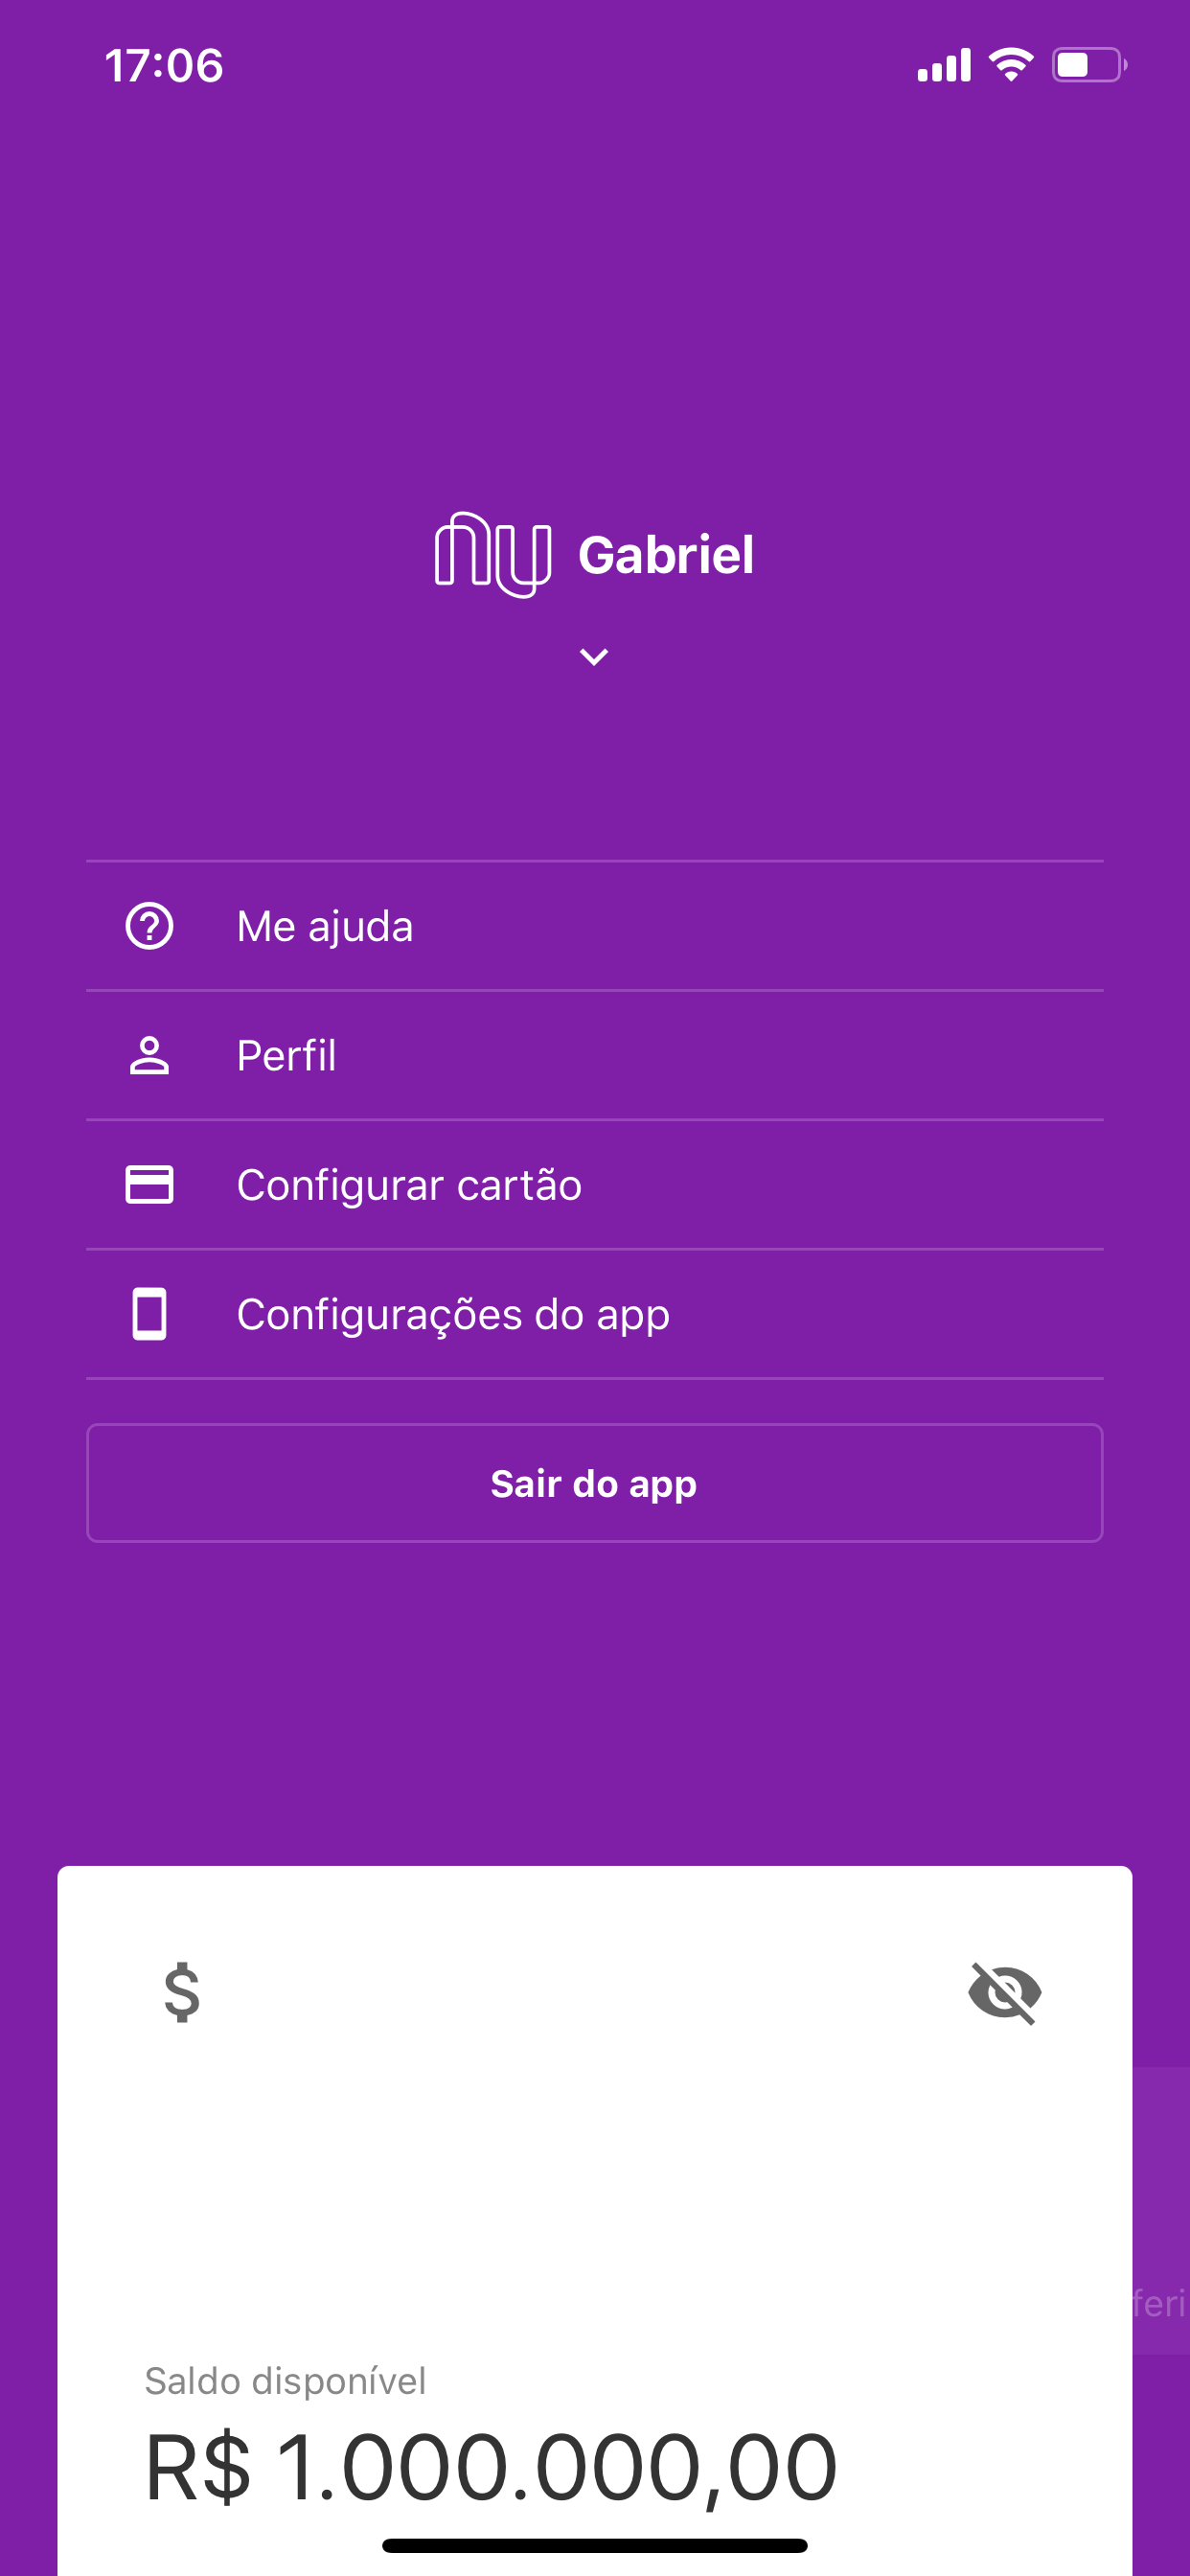 17:06
nu Gabriel
Me ajuda
Perfil
Configurar cartão
Configurações do app
Sair do app
$
feri
Saldo disponível
R$ 1.000.000,00